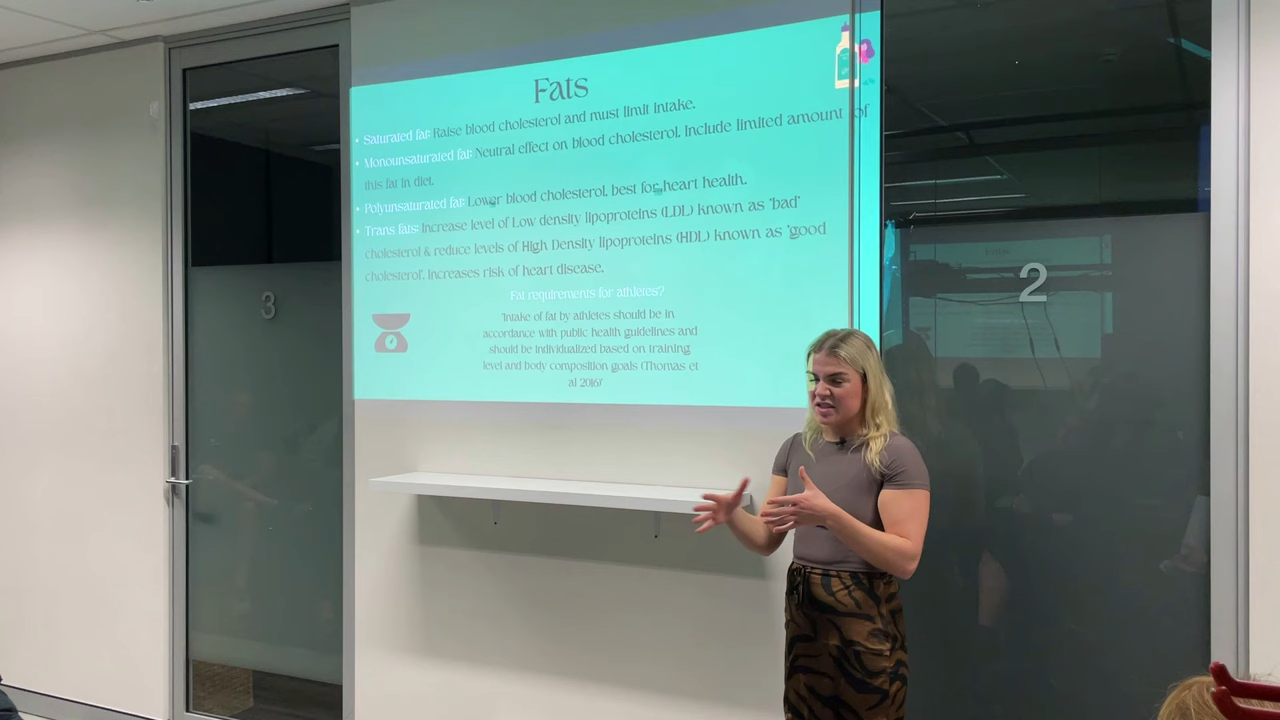 Fats
• Saturated fat: Raise blood cholesterol and must limit intake.
• Monounsaturated fat: Neutral effect on blood cholesterol. Include limited amount of
this fat in diet.
• Polyunsaturated fat: Lower blood cholesterol, best for heart health.
• Trans fats: Increase level of Low density lipoproteins (LDL) known as 'bad'
cholesterol & reduce levels of High Density lipoproteins (HDL) known as 'good
cholesterol'. Increases risk of heart disease.
Fat requirements for athletes?
'Intake of fat by athletes should be in
accordance with public health guidelines and
should be individualized based on training
level and body composition goals (Thomas et
al 2016)'
3
2